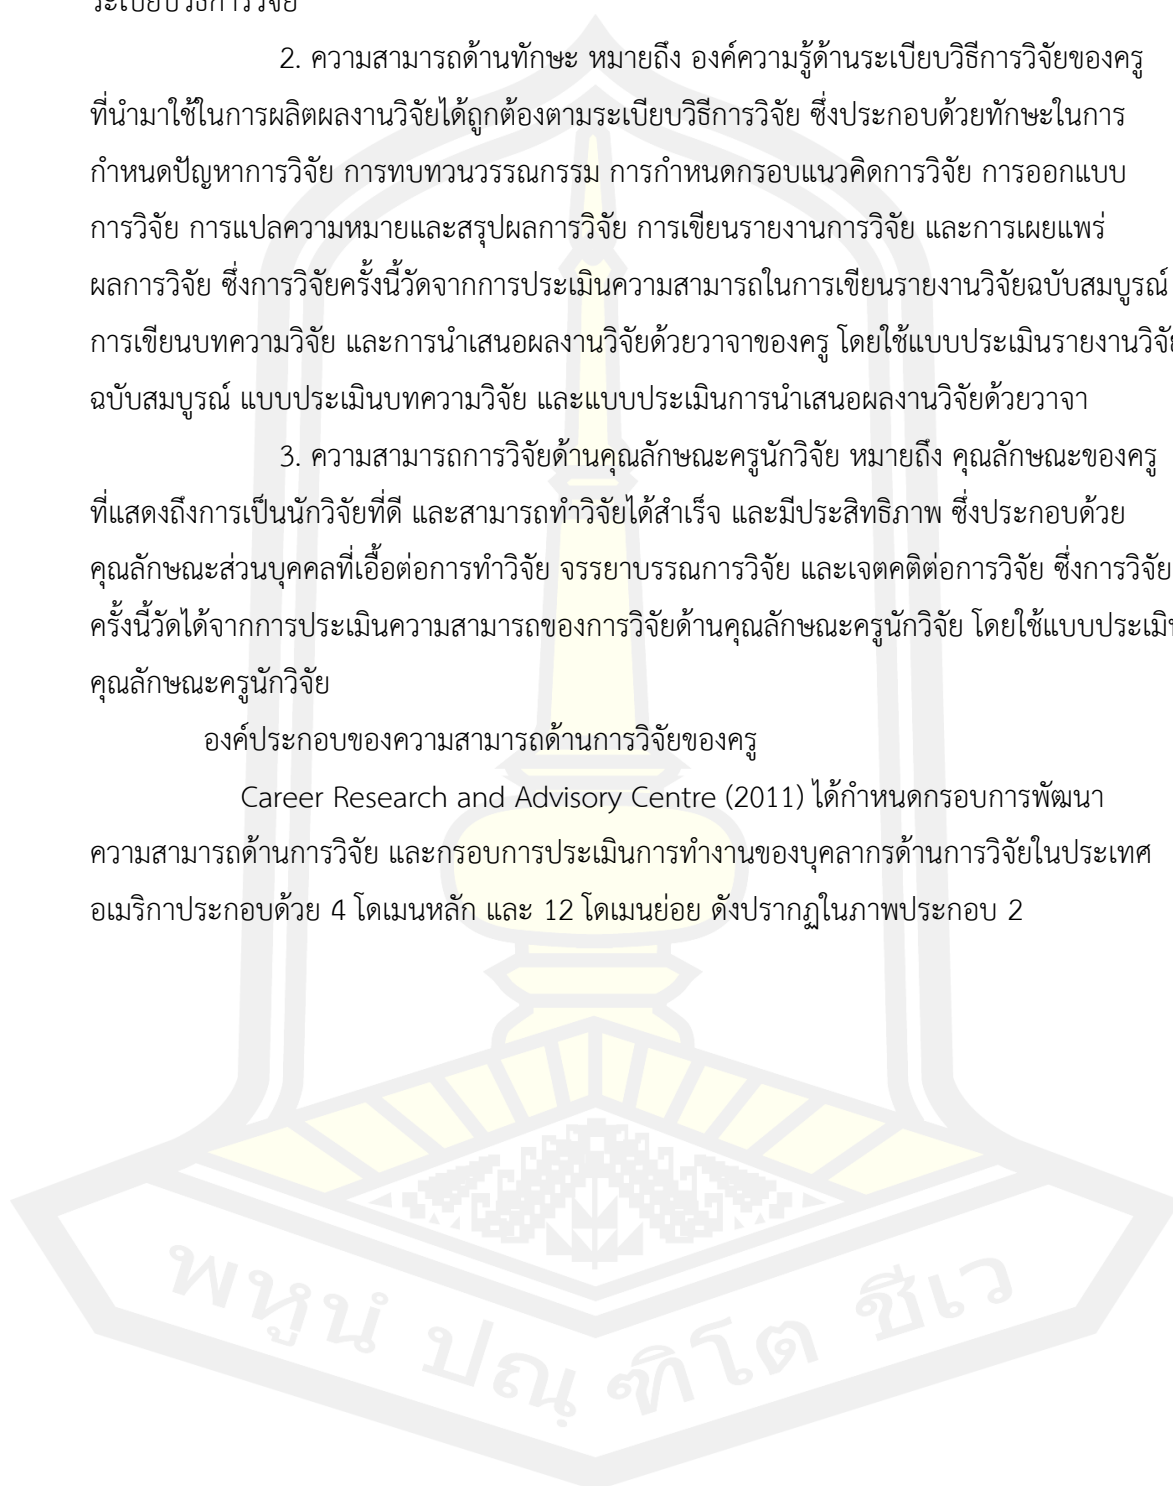 ระเบียบวิธีการวิจัย
2. ความสามารถด้านทักษะ หมายถึง องค์ความรู้ด้านระเบียบวิธีการวิจัยของครู
ที่นำมาใช้ในการผลิตผลงานวิจัยได้ถูกต้องตามระเบียบวิธีการวิจัย ซึ่งประกอบด้วยทักษะในการ
กำหนดปัญหาการวิจัย การทบทวนวรรณกรรม การกำหนดกรอบแนวคิดการวิจัย การออกแบบ
การวิจัย การแปลความหมายและสรุปผลการวิจัย การเขียนรายงานการวิจัย และการเผยแพร่
ผลการวิจัย ซึ่งการวิจัยครั้งนี้วัดจากการประเมินความสามารถในการเขียนรายงานวิจัยฉบับสมบูรณ์
การเขียนบทความวิจัย และการนำเสนอผลงานวิจัยด้วยวาจาของครู โดยใช้แบบประเมินรายงานวิจัย
ฉบับสมบูรณ์ แบบประเมินบทความวิจัย และแบบประเมินการนำเสนอผลงานวิจัยด้วยวาจา
3. ความสามารถการวิจัยด้านคุณลักษณะครูนักวิจัย หมายถึง คุณลักษณะของครู
ที่แสดงถึงการเป็นนักวิจัยที่ดี และสามารถทำวิจัยได้สำเร็จ และมีประสิทธิภาพ ซึ่งประกอบด้วย
คุณลักษณะส่วนบุคคลที่เอื้อต่อการทำวิจัย จรรยาบรรณการวิจัย และเจตคติต่อการวิจัย ซึ่งการวิจัย
ครั้งนี้วัดได้จากการประเมินความสามารถของการวิจัยด้านคุณลักษณะครูนักวิจัย โดยใช้แบบประเมิน
คุณลักษณะครูนักวิจัย
องค์ประกอบของความสามารถด้านการวิจัยของครู
Career Research and Advisory Centre (2011) ได้กำหนดกรอบการพัฒนา
ความสามารถด้านการวิจัย และกรอบการประเมินการทำงานของบุคลากรด้านการวิจัยในประเทศ
อเมริกาประกอบด้วย 4 โดเมนหลัก และ 12 โดเมนย่อย ดังปรากฏในภาพประกอบ 2
พหูนํ ปณฺฑิโต ชีเว